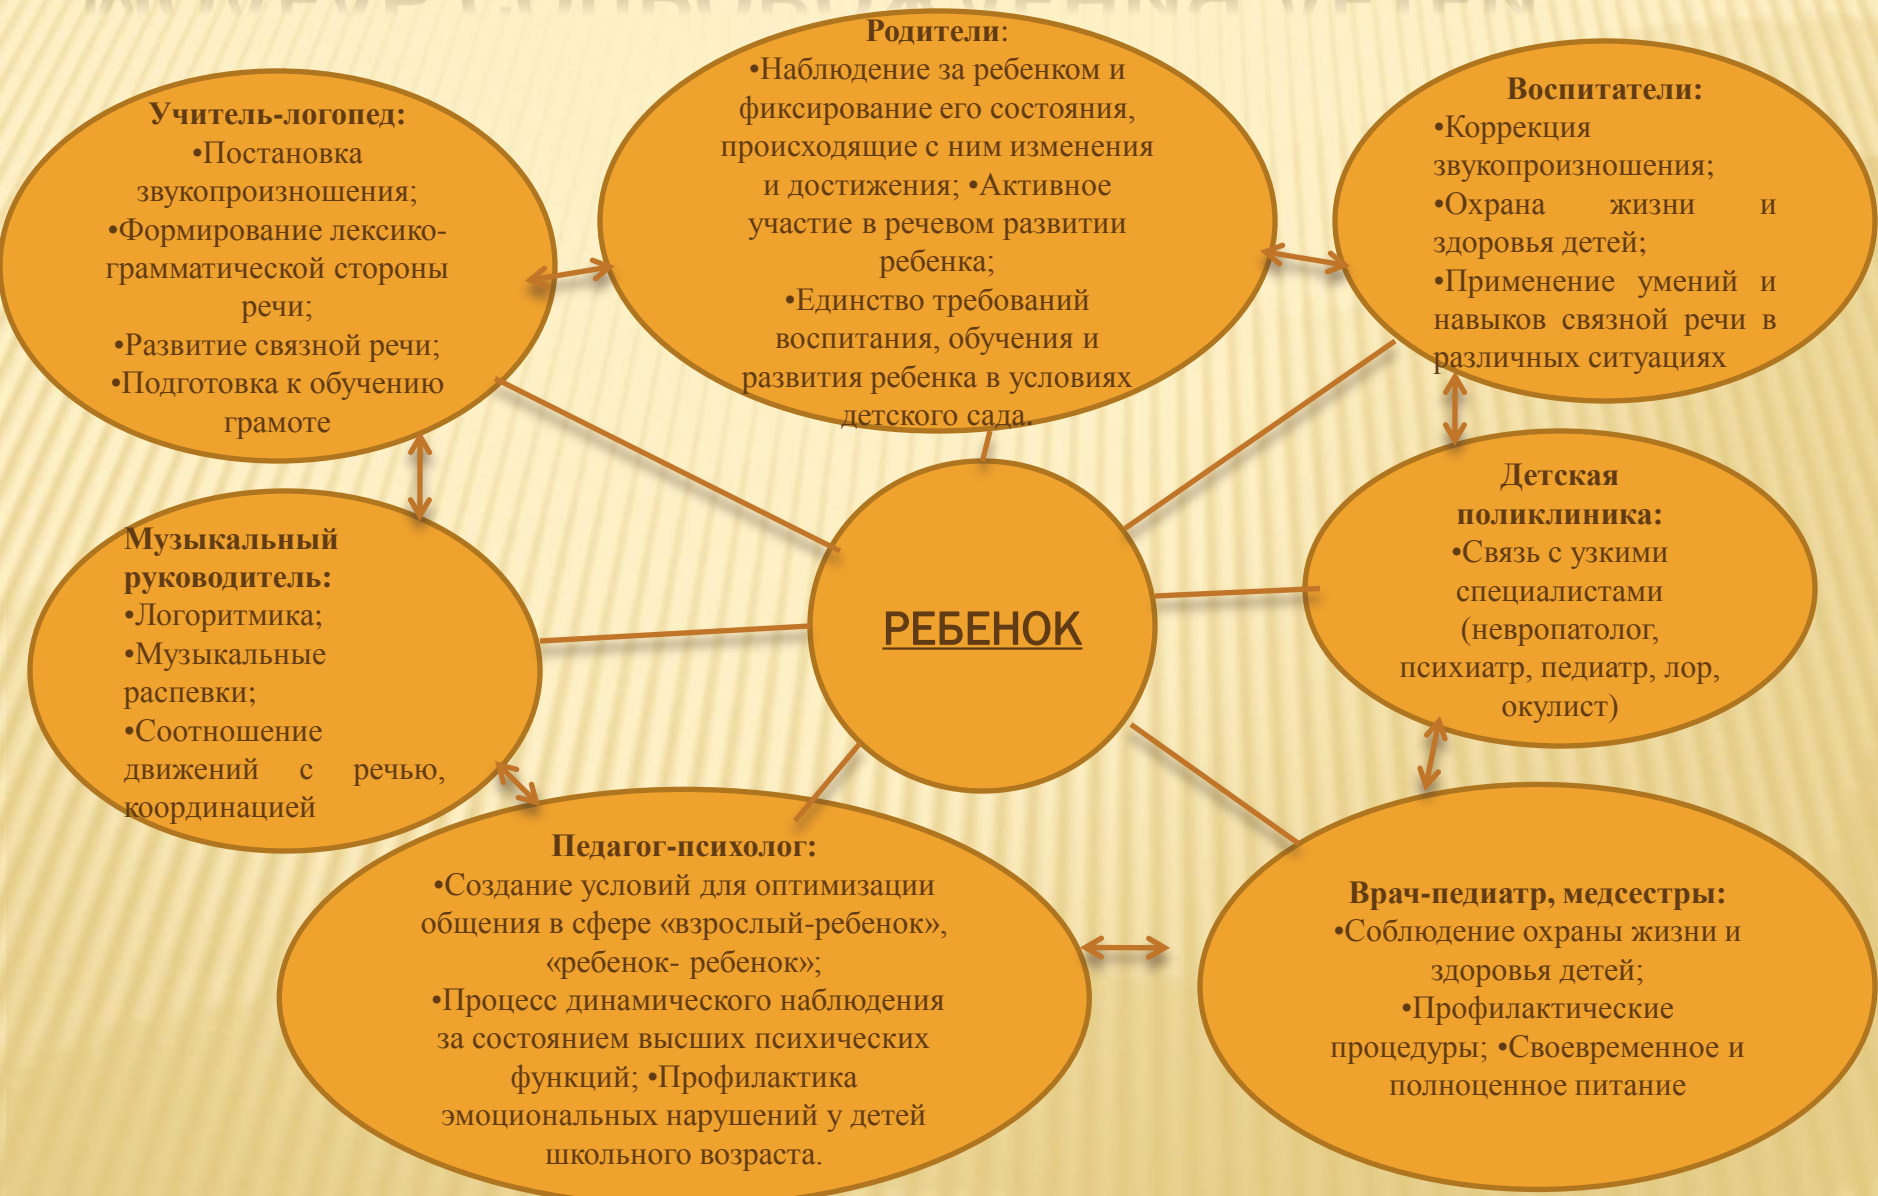 Родители:
•Наблюдение за ребенком и
фиксирование его состояния,
происходящие с ним изменения
и достижения; •Активное
участие в речевом развитии
ребенка;
•Единство требований
воспитания, обучения и
развития ребенка в условиях
детского сада.
Учитель-логопед:
•Постановка
звукопроизношения;
•Формирование лексико-
грамматической стороны
речи;
•Развитие связной речи;
•Подготовка к обучению
грамоте
Воспитатели:
•Коррекция
звукопроизношения;
•Охрана жизни и
здоровья детей;
•Применение умений и
навыков связной речи в
различных ситуациях
Музыкальный
руководитель:
•Логоритмика;
•Музыкальные
распевки;
•Соотношение
движений с речью,
координацией
РЕБЕНОК
Детская
поликлиника:
•Связь с узкими
специалистами
(невропатолог,
психиатр, педиатр, лор,
окулист)
Педагог-психолог:
•Создание условий для оптимизации
общения в сфере «взрослый-ребенок»,
«ребенок- ребенок»;
•Процесс динамического наблюдения
за состоянием высших психических
функций; •Профилактика
эмоциональных нарушений у детей
школьного возраста.
Врач-педиатр, медсестры:
•Соблюдение охраны жизни и
здоровья детей;
•Профилактические
процедуры; •Своевременное и
полноценное питание